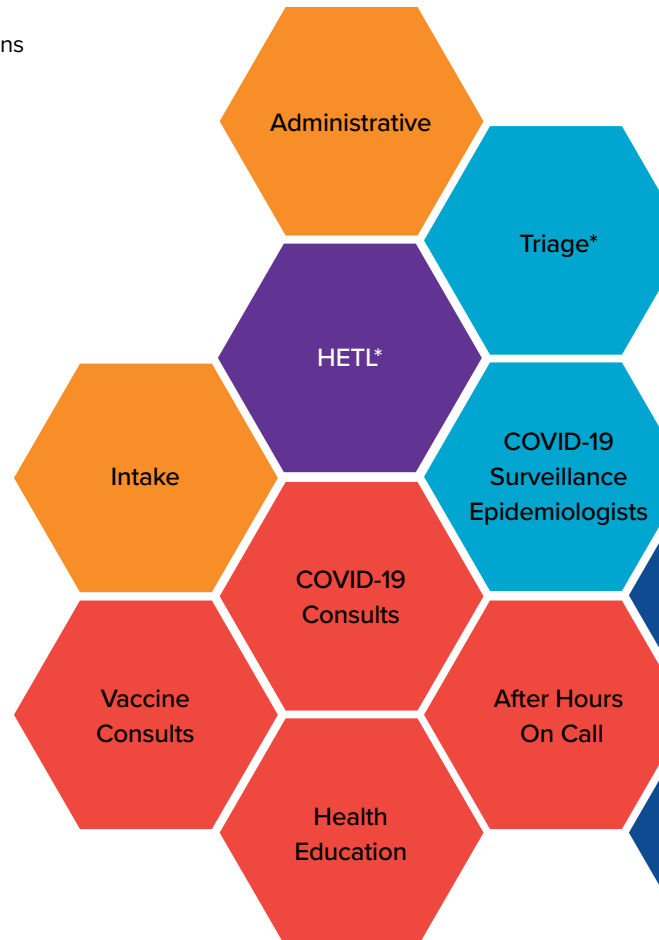 ns
Administrative
Triage*
HETL*
COVID-19
Surveillance
Epidemiologists
Intake
COVID-19
Consults
Vaccine
Consults
After Hours
On Call
Health
Education